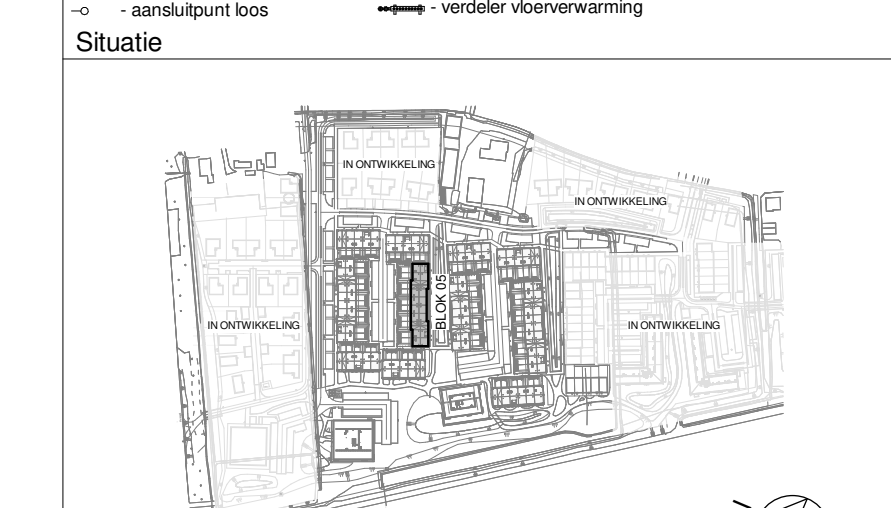 - aansluitpunt loos
- verdeler vloerverwarming
Situatie
IN ONTWIKKELING
IN ONTWIKKELING
BLOK 05
IN ONTWIKKELING
IN ONTWIKKELING